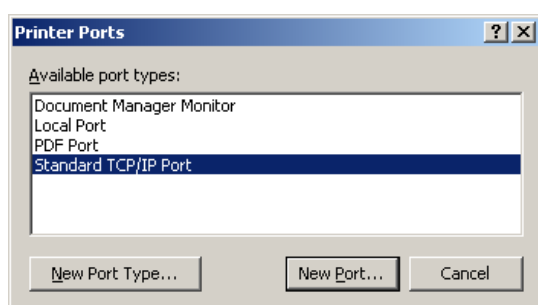 Printer Ports
Available port types:
Document Manager Monitor
Local Port
PDF Port
Standard TCP/IP Port
New Port Type... New Port... Cancel